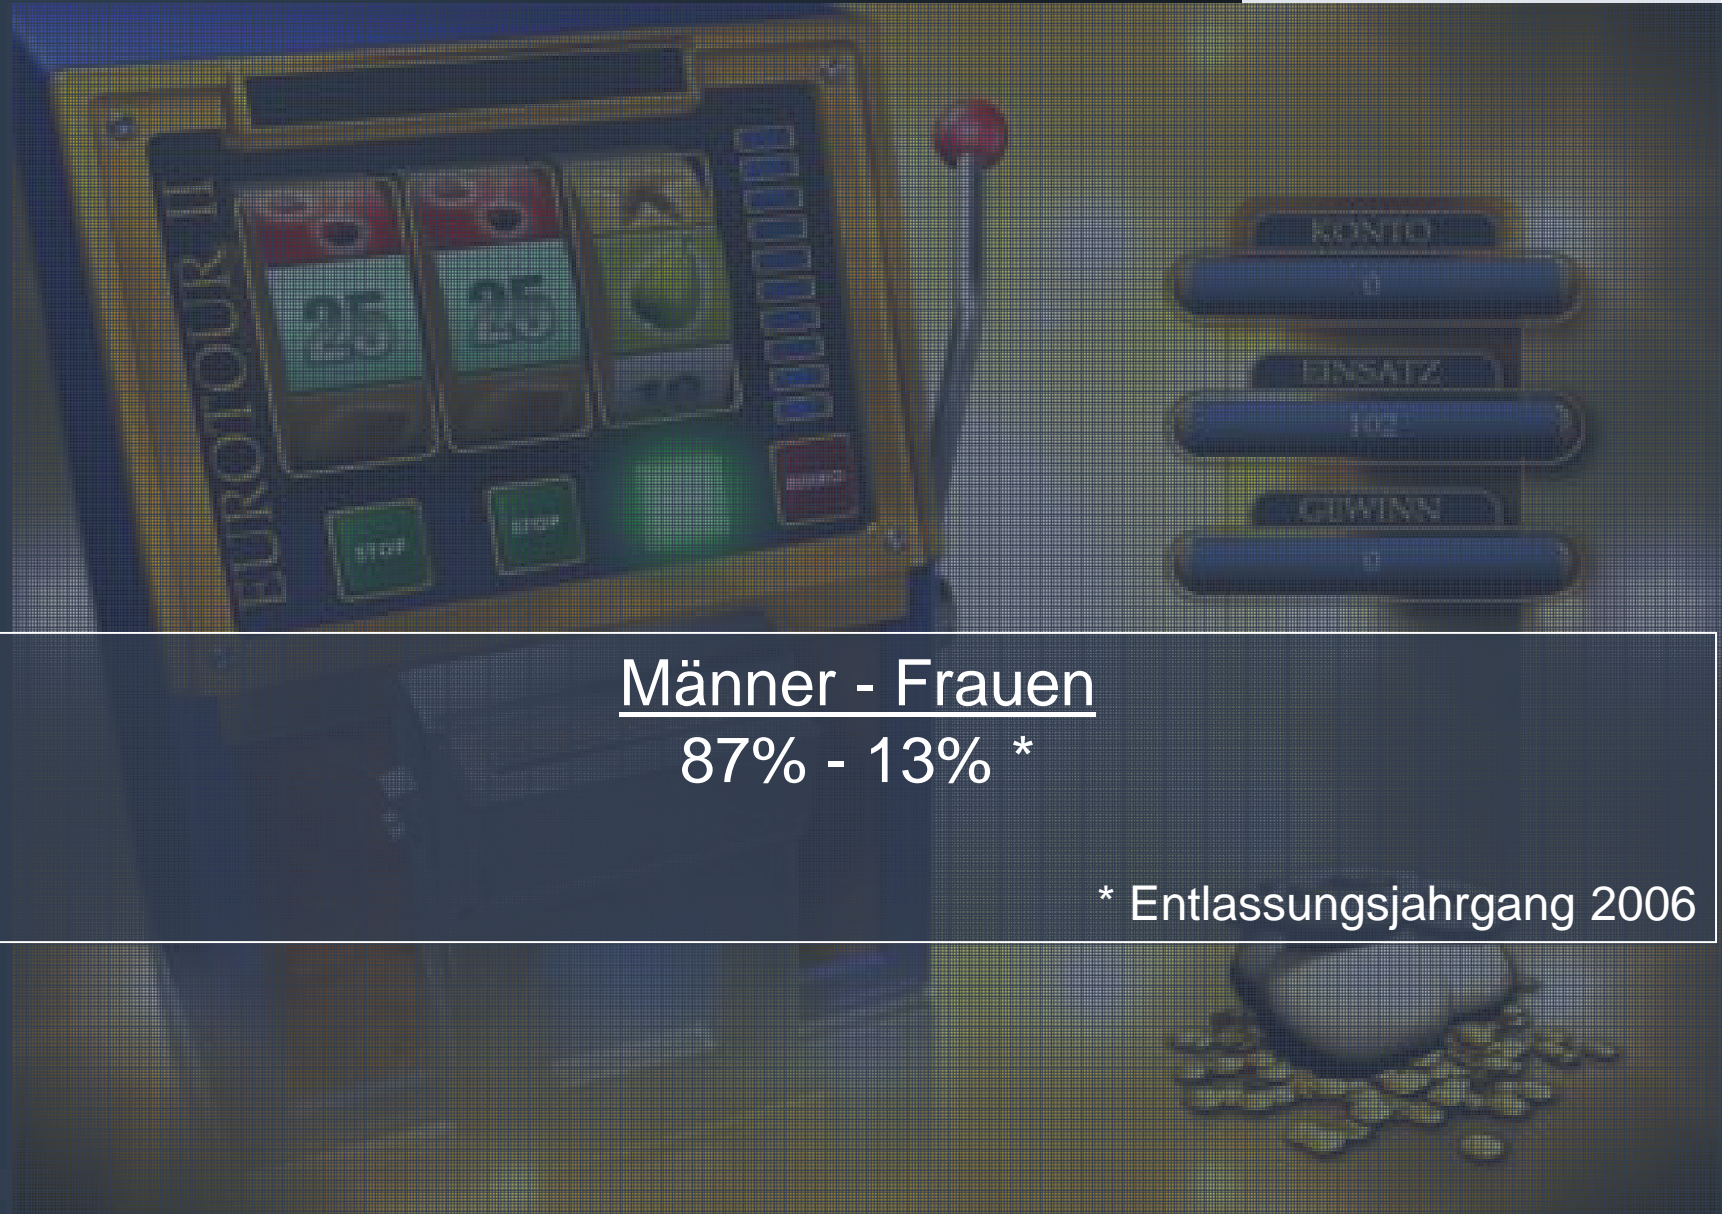 EUROTOUR II
25
25
STOP
STOP
KONTO
0
EINSATZ
102
GEWINN
0
Männer - Frauen
87% - 13% *
* Entlassungsjahrgang 2006